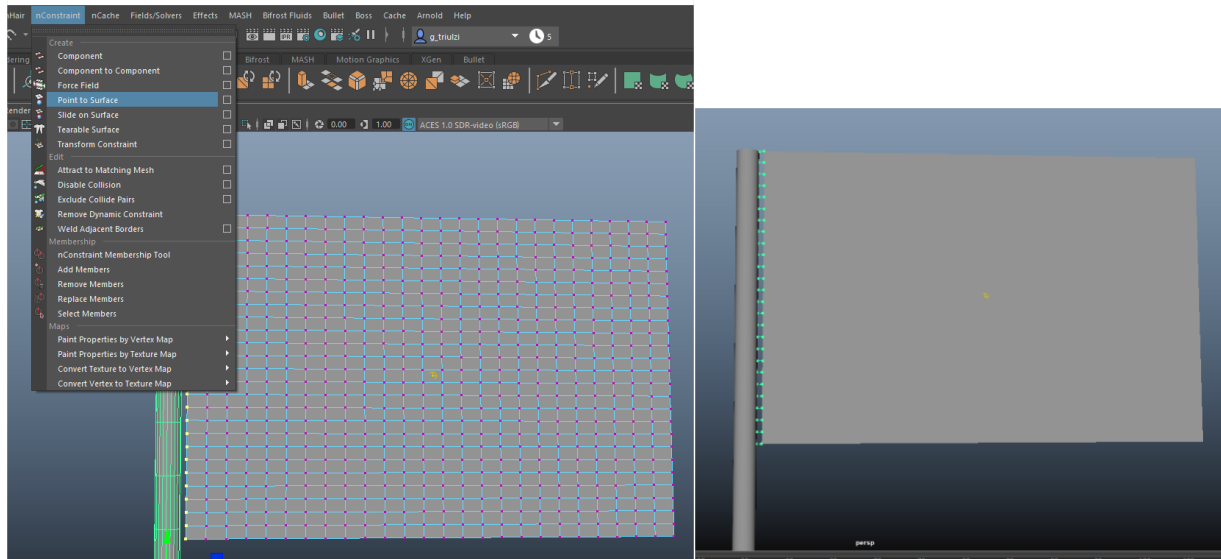 nHair nConstraint nCache Fields/Solvers Effects MASH Bifrost Fluids Bullet Boss Cache Arnold Help
g_triulzi
5
Bifrost MASH Motion Graphics XGen Bullet
0.00 1.00 ACES 1.0 SDR-video (sRGB)
Create
Component
Component to Component
Force Field
Point to Surface
Slide on Surface
Tearable Surface
Transform Constraint
Edit
Attract to Matching Mesh
Disable Collision
Exclude Collide Pairs
Remove Dynamic Constraint
Weld Adjacent Borders
Membership
nConstraint Membership Tool
Add Members
Remove Members
Replace Members
Select Members
Maps
Paint Properties by Vertex Map
Paint Properties by Texture Map
Convert Texture to Vertex Map
Convert Vertex to Texture Map
persp